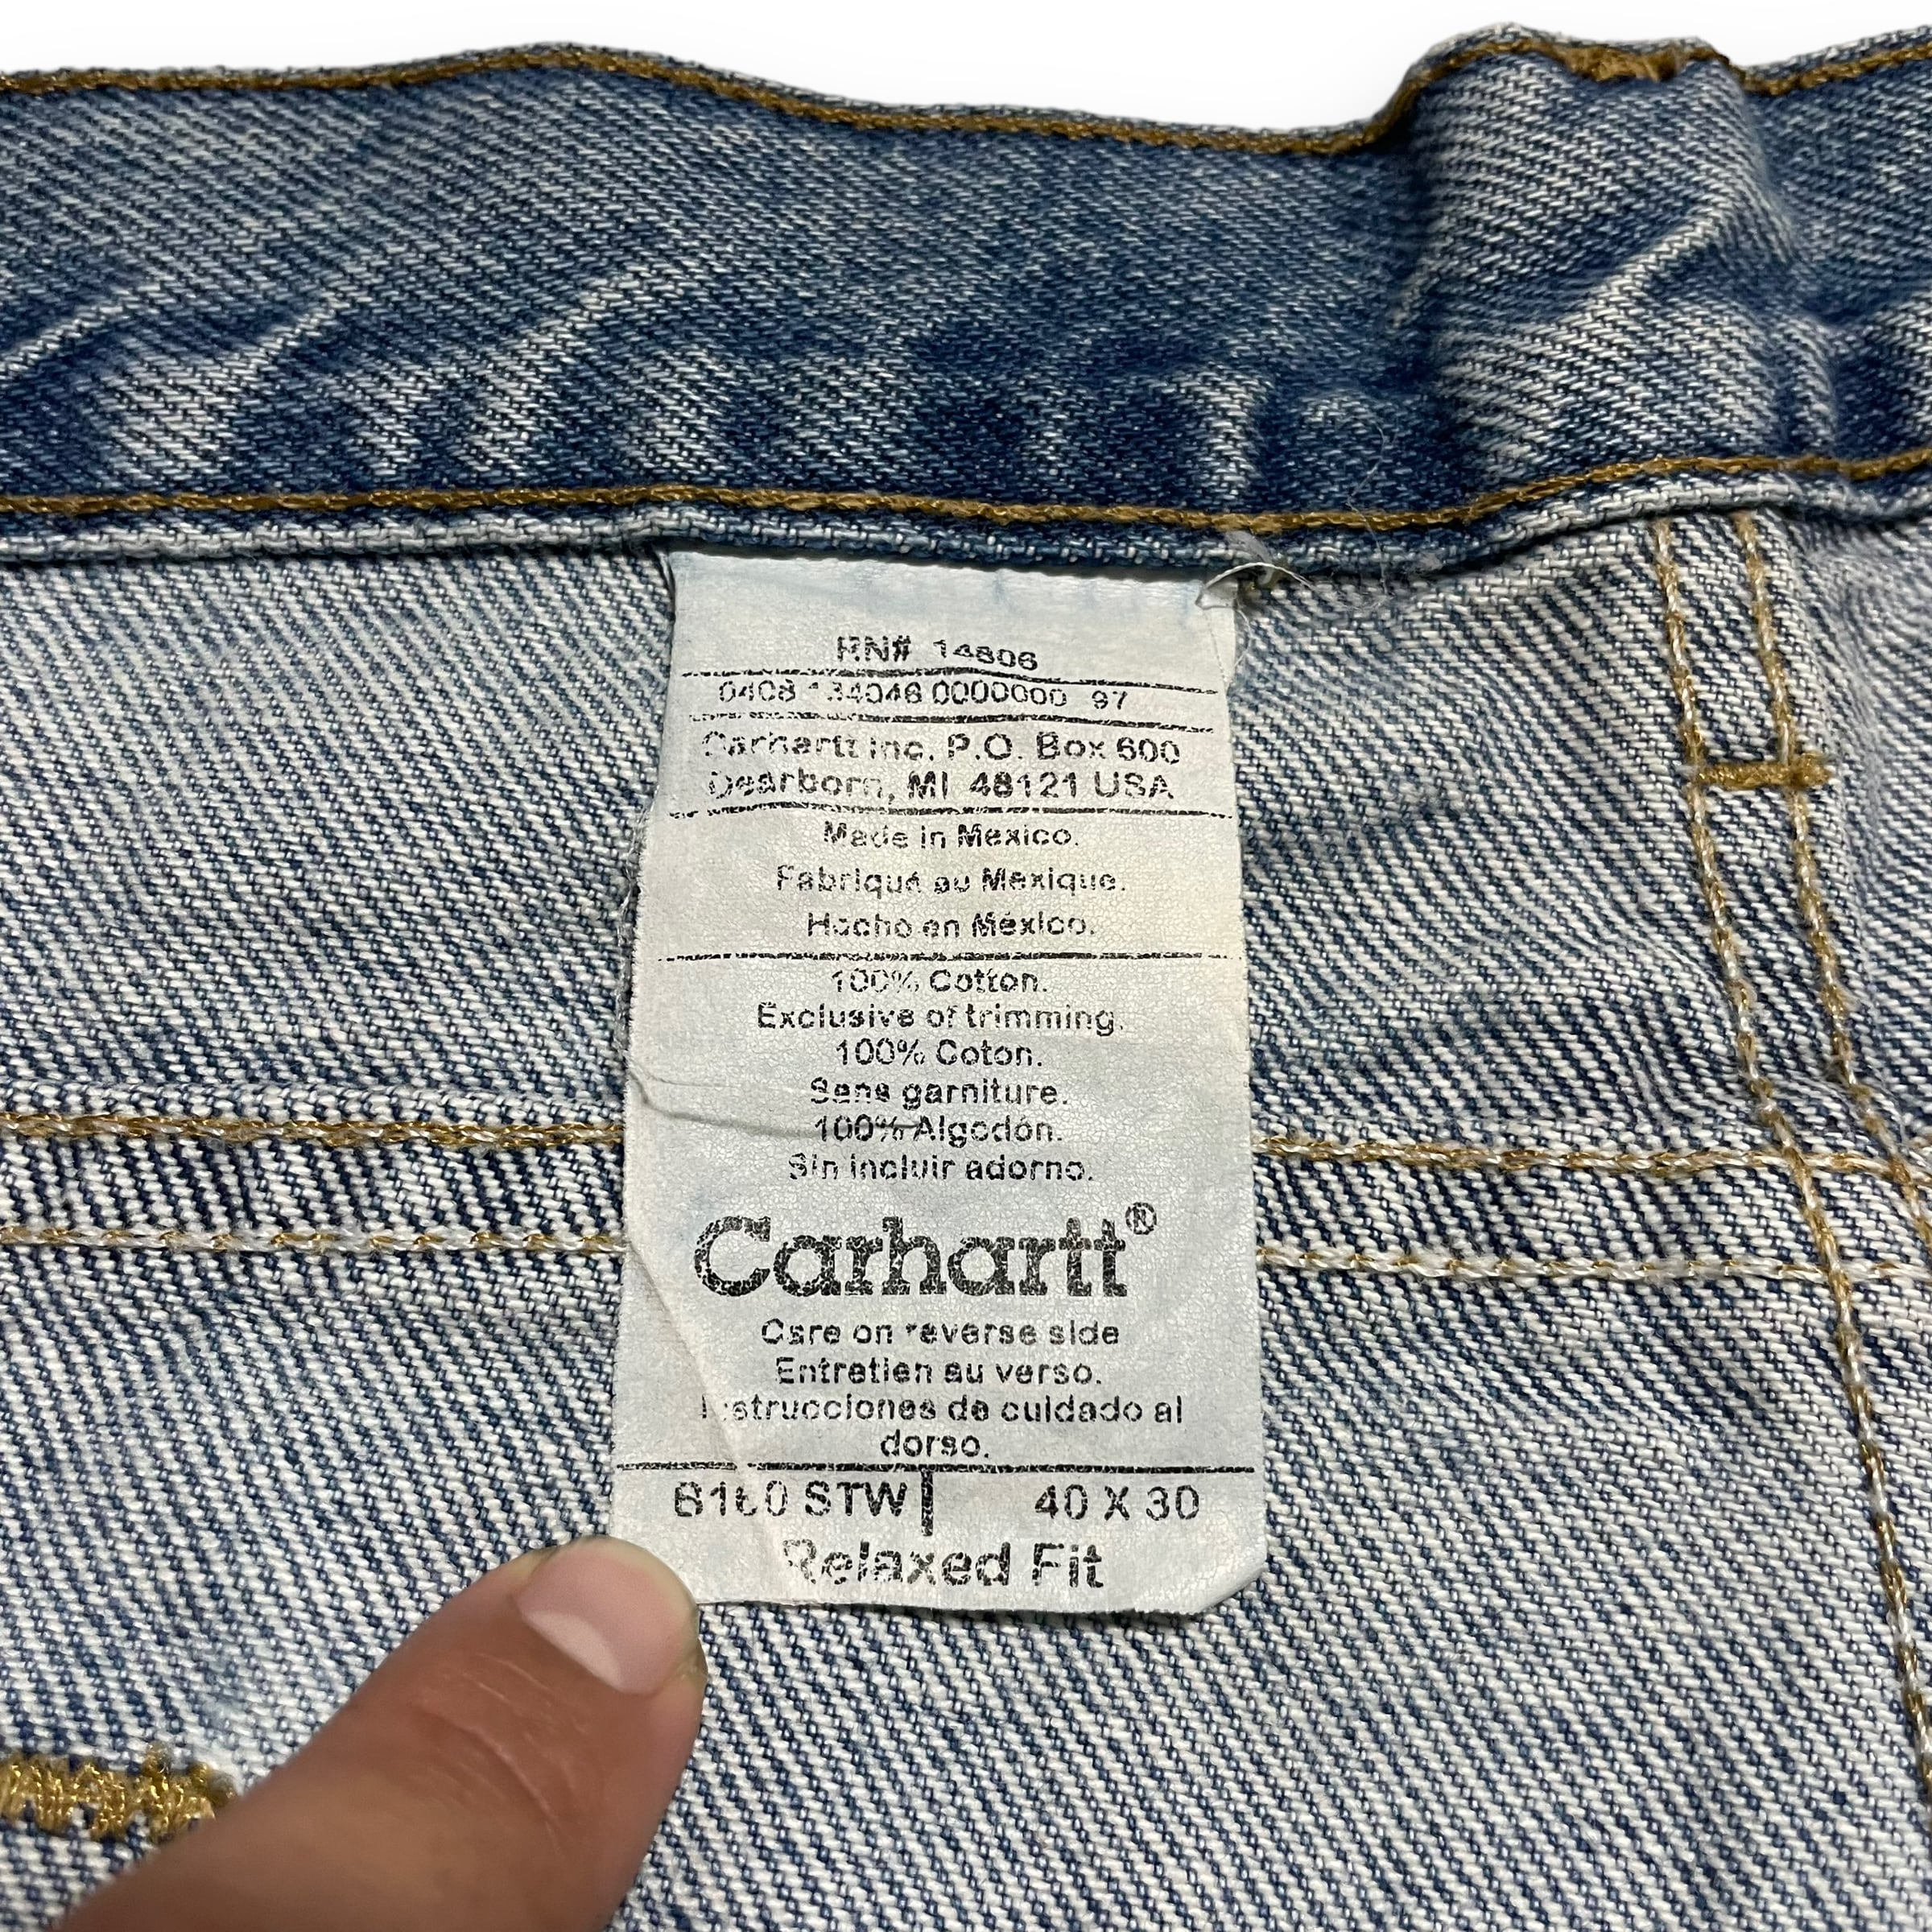 RN# 14806
0408 134046 0000000 97
Carhartt Inc. P.O. Box 600
Dearborn, MI 48121 USA
Made in Mexico.
Fabriqué au Mexique.
Hecho en México.
100% Cotton.
Exclusive of trimming.
100% Coton.
Sans garniture.
100% Algodón.
Sin incluir adorno.
Carhartt®
Care on reverse side
Entretien au verso.
Instrucciones de cuidado al
dorso.
B160 STW 40 X 30
Relaxed Fit